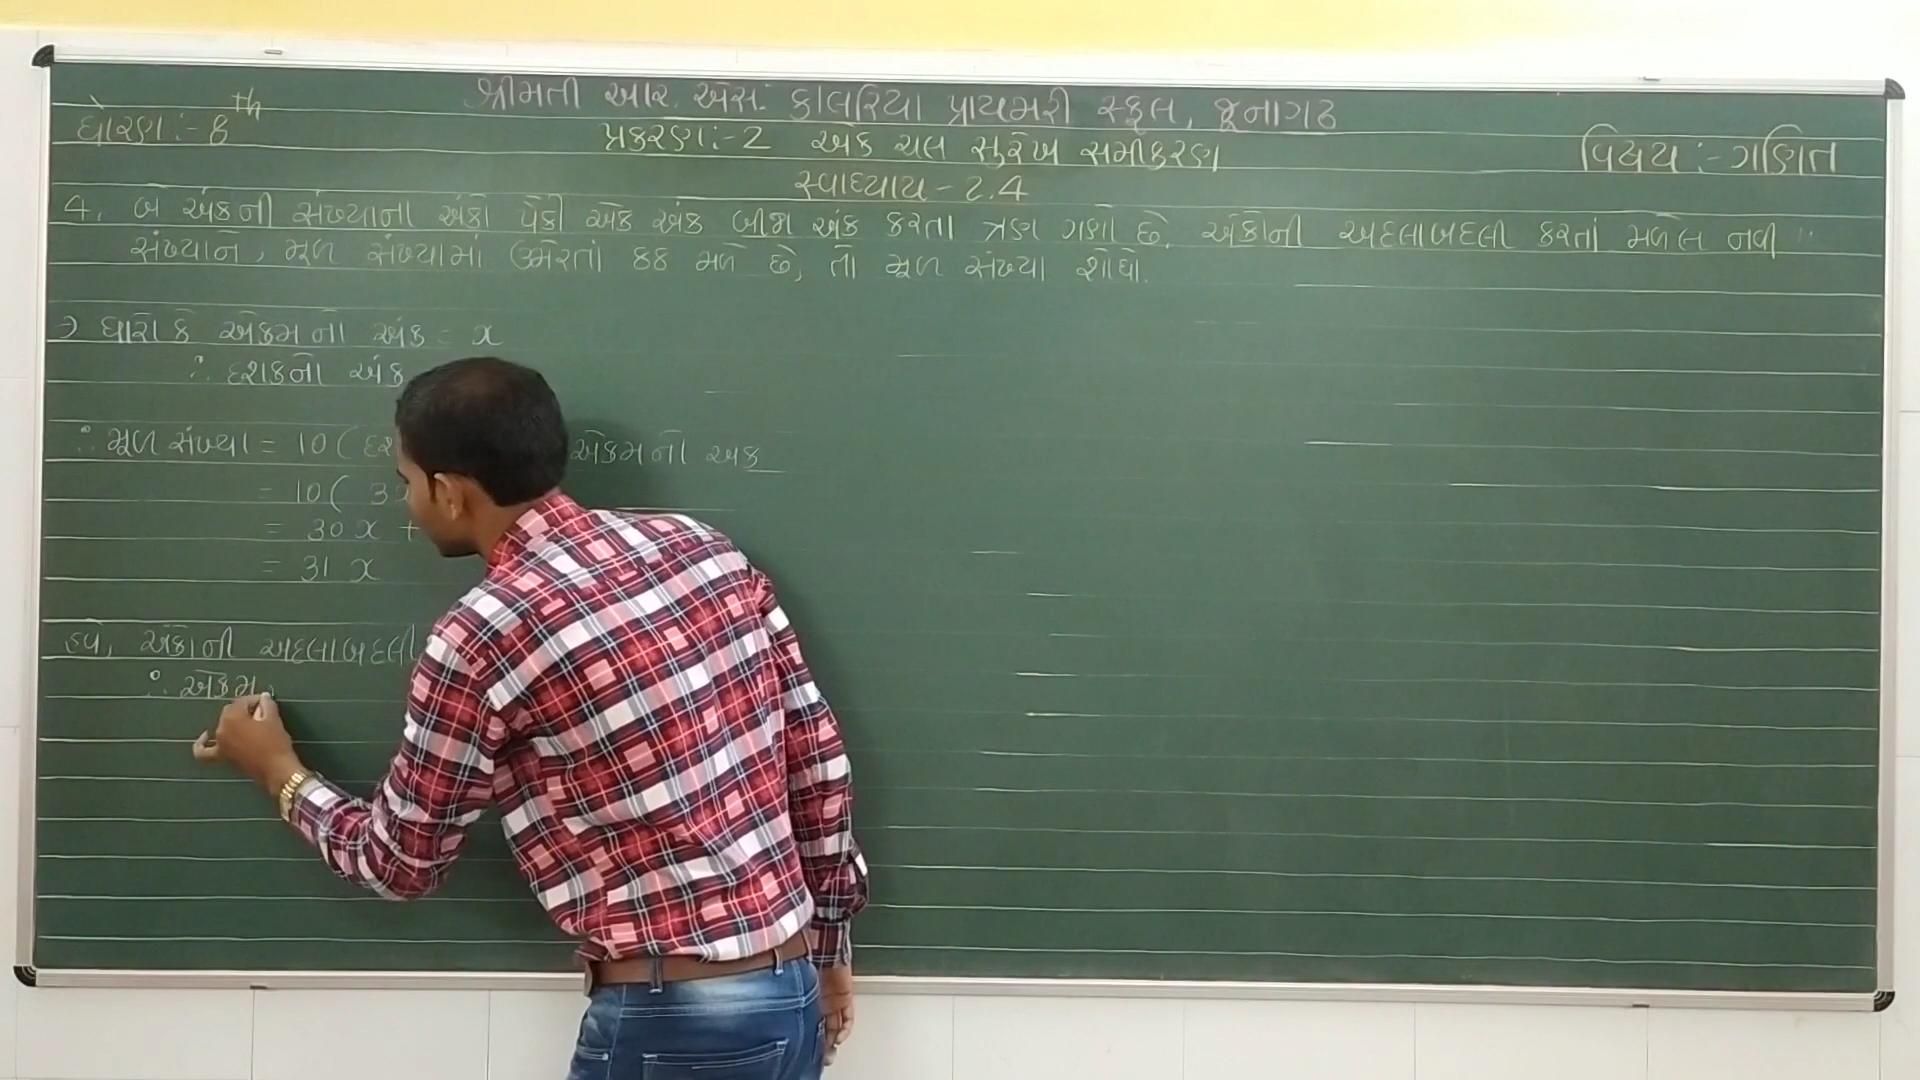 શ્રીમતી આર. એસ. કાલરિયા પ્રાયમરી સ્કૂલ, જૂનાગઢ
ધોરણ :- 8th
પ્રકરણ :- 2 એક ચલ સુરેખ સમીકરણ
વિષય :- ગણિત
સ્વાધ્યાય - 2.4
4. બે અંકની સંખ્યાના અંકો પૈકી એક અંક બીજા અંક કરતા ત્રણ ગણો છે. અંકોની અદલાબદલી કરતાં મળેલ નવી
સંખ્યાને, મૂળ સંખ્યામાં ઉમેરતાં 88 મળે છે, તો મૂળ સંખ્યા શોધો.
→ ધારો કે એકમનો અંક = x
∴ દશકનો અંક
∴ મૂળ સંખ્યા = 10 ( એકમનો અંક
= 10 ( 3
= 30 x +
= 31 x
હવે, અંકોની અદલાબદલી
∴ એકમ